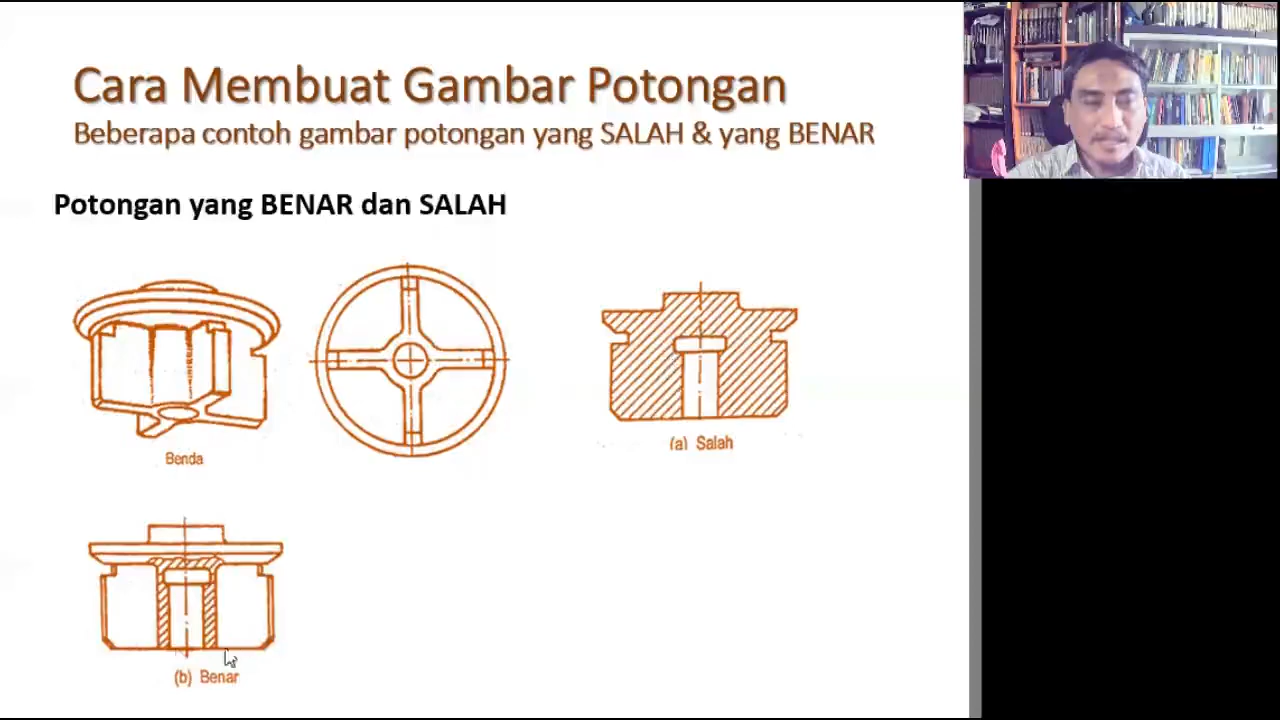 Cara Membuat Gambar Potongan
Beberapa contoh gambar potongan yang SALAH & yang BENAR
Potongan yang BENAR dan SALAH
Benda
(a) Salah
(b) Benar